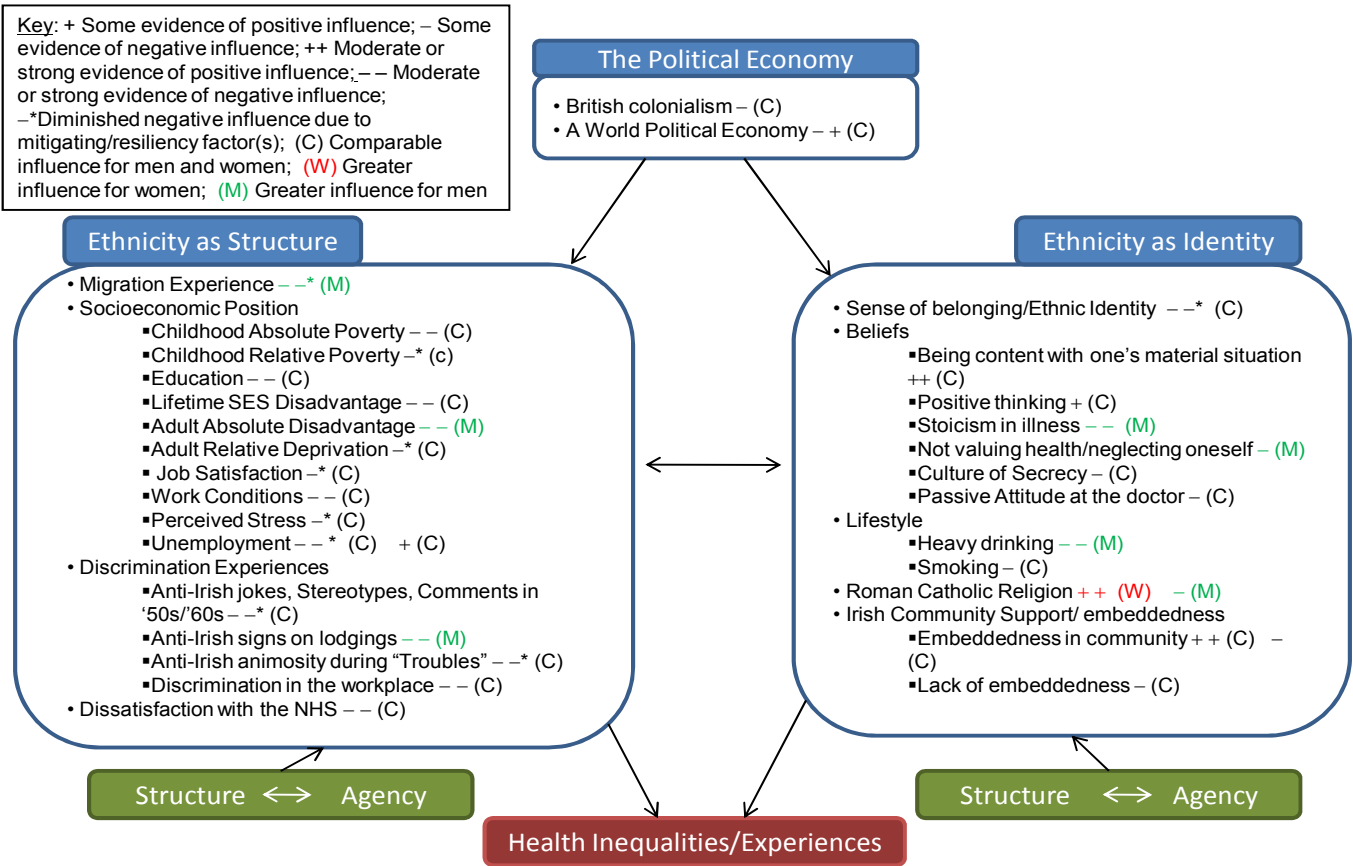 Key: + Some evidence of positive influence; – Some
evidence of negative influence; ++ Moderate or
strong evidence of positive influence; – – Moderate
or strong evidence of negative influence;
–*Diminished negative influence due to
mitigating/resiliency factor(s); (C) Comparable
influence for men and women; (W) Greater
influence for women; (M) Greater influence for men
The Political Economy
• British colonialism – (C)
• A World Political Economy – + (C)
Ethnicity as Structure
• Migration Experience – –* (M)
• Socioeconomic Position
▪Childhood Absolute Poverty – – (C)
▪Childhood Relative Poverty –* (c)
▪Education – – (C)
▪Lifetime SES Disadvantage – – (C)
▪Adult Absolute Disadvantage – – (M)
▪Adult Relative Deprivation –* (C)
▪ Job Satisfaction –* (C)
▪Work Conditions – – (C)
▪Perceived Stress –* (C)
▪Unemployment – – * (C) + (C)
• Discrimination Experiences
▪Anti-Irish jokes, Stereotypes, Comments in
‘50s/’60s – –* (C)
▪Anti-Irish signs on lodgings – – (M)
▪Anti-Irish animosity during “Troubles” – –* (C)
▪Discrimination in the workplace – – (C)
• Dissatisfaction with the NHS – – (C)
Ethnicity as Identity
• Sense of belonging/Ethnic Identity – –* (C)
• Beliefs
▪Being content with one’s material situation
++ (C)
▪Positive thinking + (C)
▪Stoicism in illness – – (M)
▪Not valuing health/neglecting oneself – (M)
▪Culture of Secrecy – (C)
▪Passive Attitude at the doctor – (C)
• Lifestyle
▪Heavy drinking – – (M)
▪Smoking – (C)
• Roman Catholic Religion + + (W) – (M)
• Irish Community Support/ embeddedness
▪Embeddedness in community + + (C) –
(C)
▪Lack of embeddedness – (C)
Structure ↔ Agency
Structure ↔ Agency
Health Inequalities/Experiences